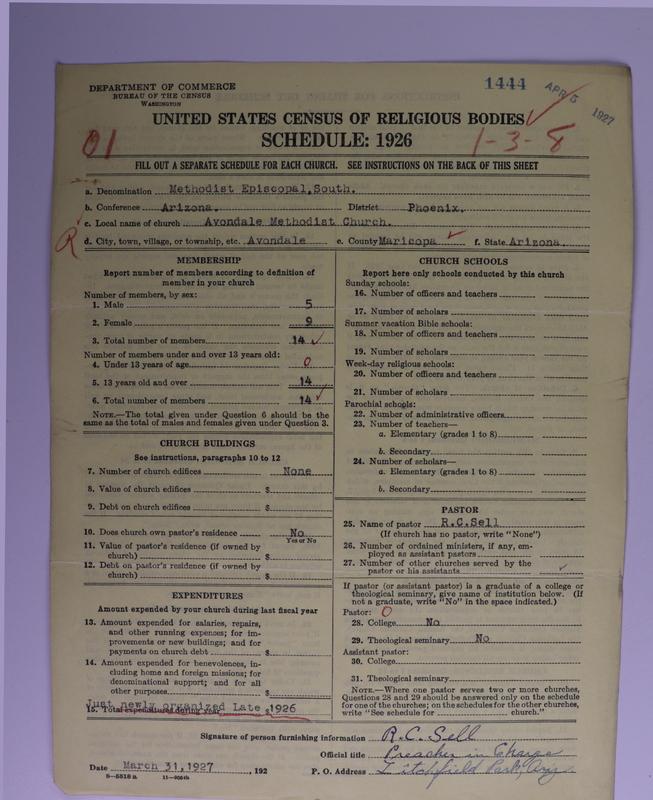 DEPARTMENT OF COMMERCE
BUREAU OF THE CENSUS
WASHINGTON
1444
APR 5 1927
UNITED STATES CENSUS OF RELIGIOUS BODIES
SCHEDULE: 1926
01
1-3-8
FILL OUT A SEPARATE SCHEDULE FOR EACH CHURCH. SEE INSTRUCTIONS ON THE BACK OF THIS SHEET
a. Denomination Methodist Episcopal, South.
b. Conference Arizona. District Phoenix.
c. Local name of church Avondale Methodist Church.
R
d. City, town, village, or township, etc. Avondale e. County Maricopa f. State Arizona.
MEMBERSHIP
Report number of members according to definition of
member in your church
Number of members, by sex:
1. Male 5
2. Female 9
3. Total number of members 14
Number of members under and over 13 years old:
4. Under 13 years of age 0
5. 13 years old and over 14
6. Total number of members 14
NOTE.—The total given under Question 6 should be the
same as the total of males and females given under Question 3.
CHURCH BUILDINGS
See instructions, paragraphs 10 to 12
7. Number of church edifices None
8. Value of church edifices $
9. Debt on church edifices $
10. Does church own pastor's residence No
Yes or No
11. Value of pastor's residence (if owned by
church) $
12. Debt on pastor's residence (if owned by
church) $
EXPENDITURES
Amount expended by your church during last fiscal year
13. Amount expended for salaries, repairs,
and other running expenses; for im-
provements or new buildings; and for
payments on church debt $
14. Amount expended for benevolences, in-
cluding home and foreign missions; for
denominational support; and for all
other purposes $
Just newly organized Late 1926
15. Total expenditures during year $
CHURCH SCHOOLS
Report here only schools conducted by this church
Sunday schools:
16. Number of officers and teachers
17. Number of scholars
Summer vacation Bible schools:
18. Number of officers and teachers
19. Number of scholars
Week-day religious schools:
20. Number of officers and teachers
21. Number of scholars
Parochial schools:
22. Number of administrative officers
23. Number of teachers—
a. Elementary (grades 1 to 8)
b. Secondary
24. Number of scholars—
a. Elementary (grades 1 to 8)
b. Secondary
PASTOR
25. Name of pastor R.C.Sell
(If church has no pastor, write "None")
26. Number of ordained ministers, if any, em-
ployed as assistant pastors
27. Number of other churches served by the
pastor or his assistants
If pastor (or assistant pastor) is a graduate of a college or
theological seminary, give name of institution below. (If
not a graduate, write "No" in the space indicated.)
Pastor: 0
28. College No
29. Theological seminary No
Assistant pastor:
30. College
31. Theological seminary
NOTE.—Where one pastor serves two or more churches,
Questions 28 and 29 should be answered only on the schedule
for one of the churches; on the schedules for the other churches,
write "See schedule for church."
Signature of person furnishing information R. C. Sell
Official title Preacher in Charge
Date March 31, 1927, 192 P. O. Address Litchfield Park, Ariz